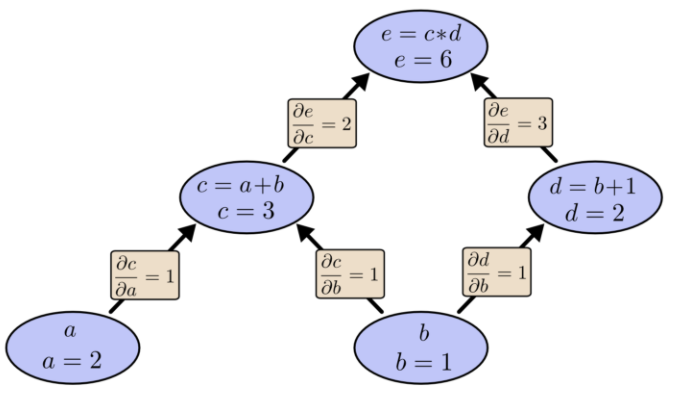 e = c*d
e = 6
∂e/∂c = 2
∂e/∂d = 3
c = a+b
c = 3
d = b+1
d = 2
∂c/∂a = 1
∂c/∂b = 1
∂d/∂b = 1
a
a = 2
b
b = 1